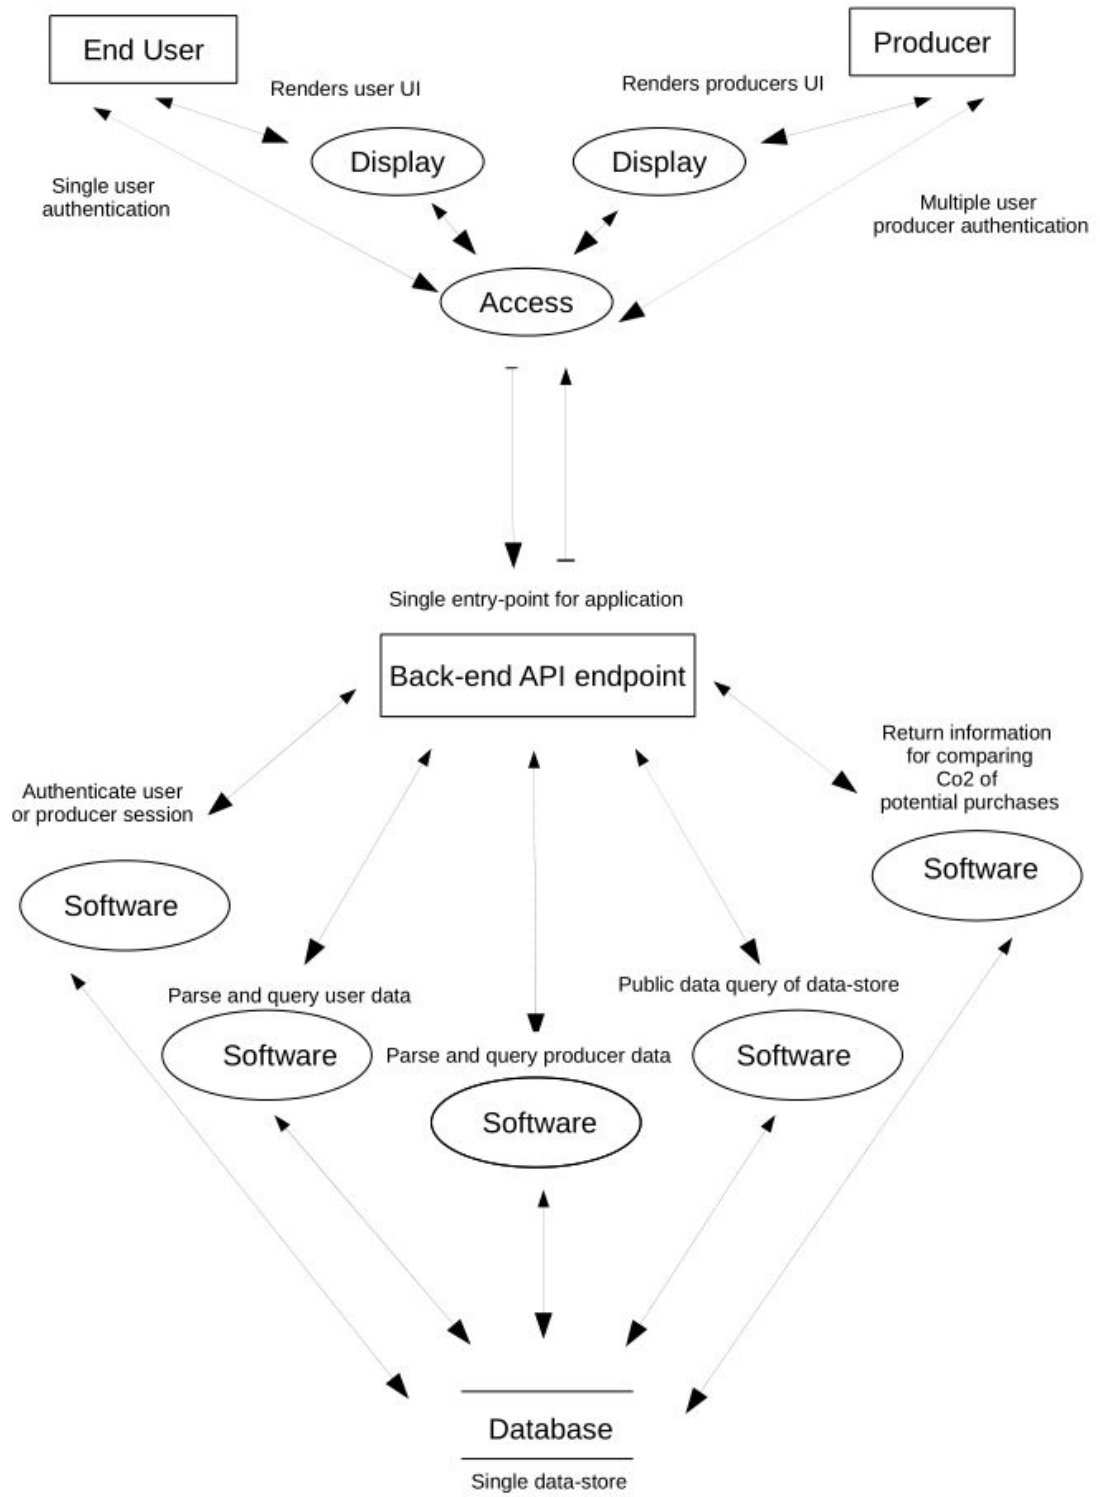 End User
Producer
Renders user UI
Renders producers UI
Display
Display
Single user
authentication
Multiple user
producer authentication
Access
Single entry-point for application
Back-end API endpoint
Return information
for comparing
Co2 of
potential purchases
Authenticate user
or producer session
Software
Software
Public data query of data-store
Parse and query user data
Software
Parse and query producer data
Software
Software
Database
Single data-store